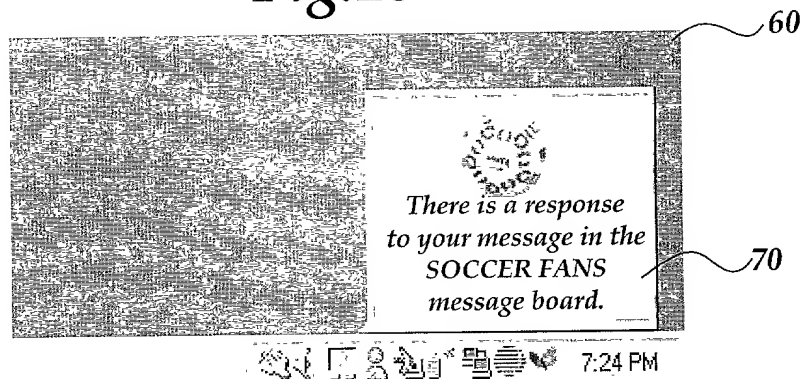 60
There is a response
to your message in the
SOCCER FANS
message board.
70
7:24 PM